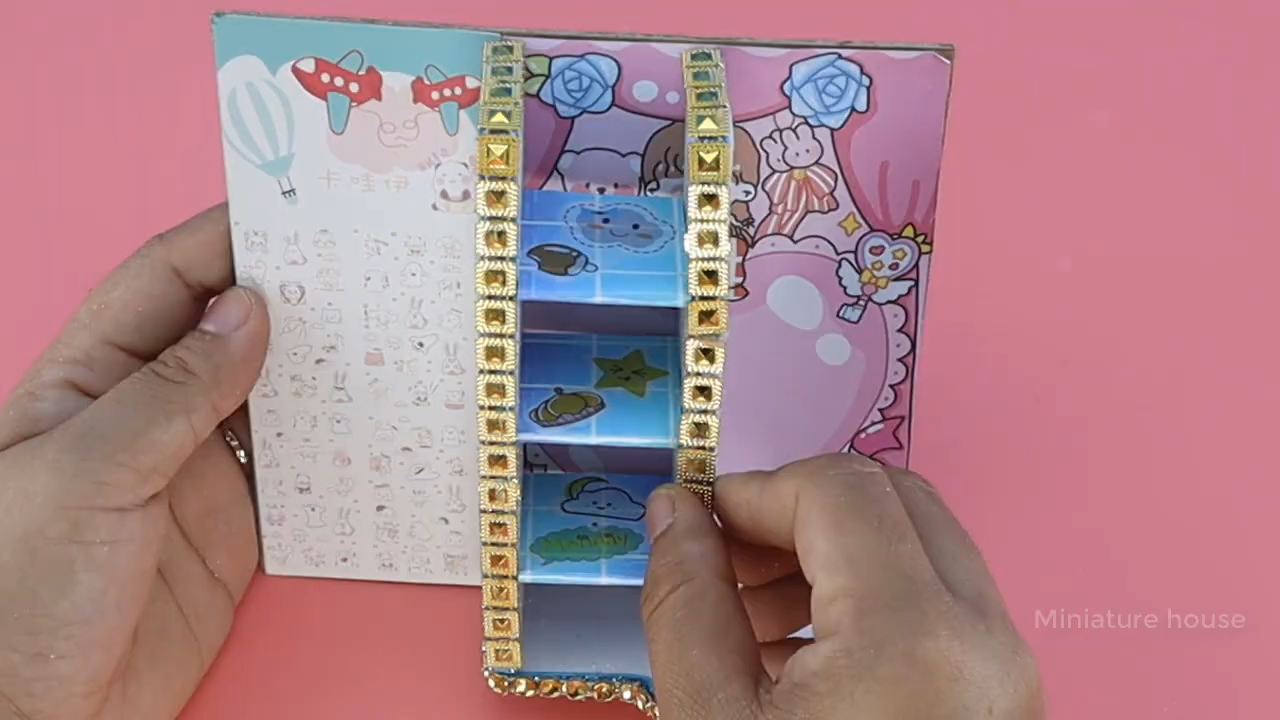 卡哇伊
Miniature house